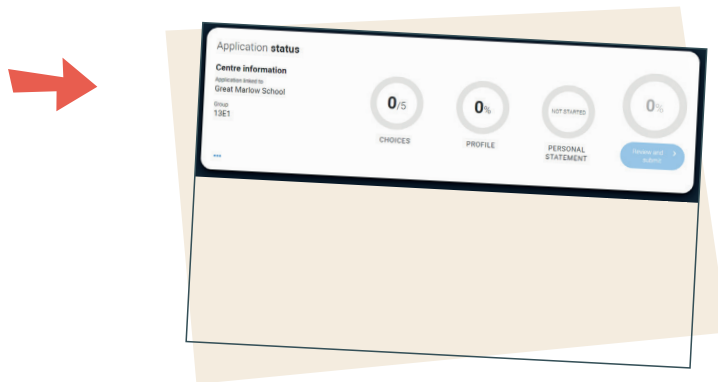 Application status
Centre information
Application linked to
Great Marlow School
Group
13E1
0/5
CHOICES
0%
PROFILE
NOT STARTED
PERSONAL
STATEMENT
0%
Review and
submit